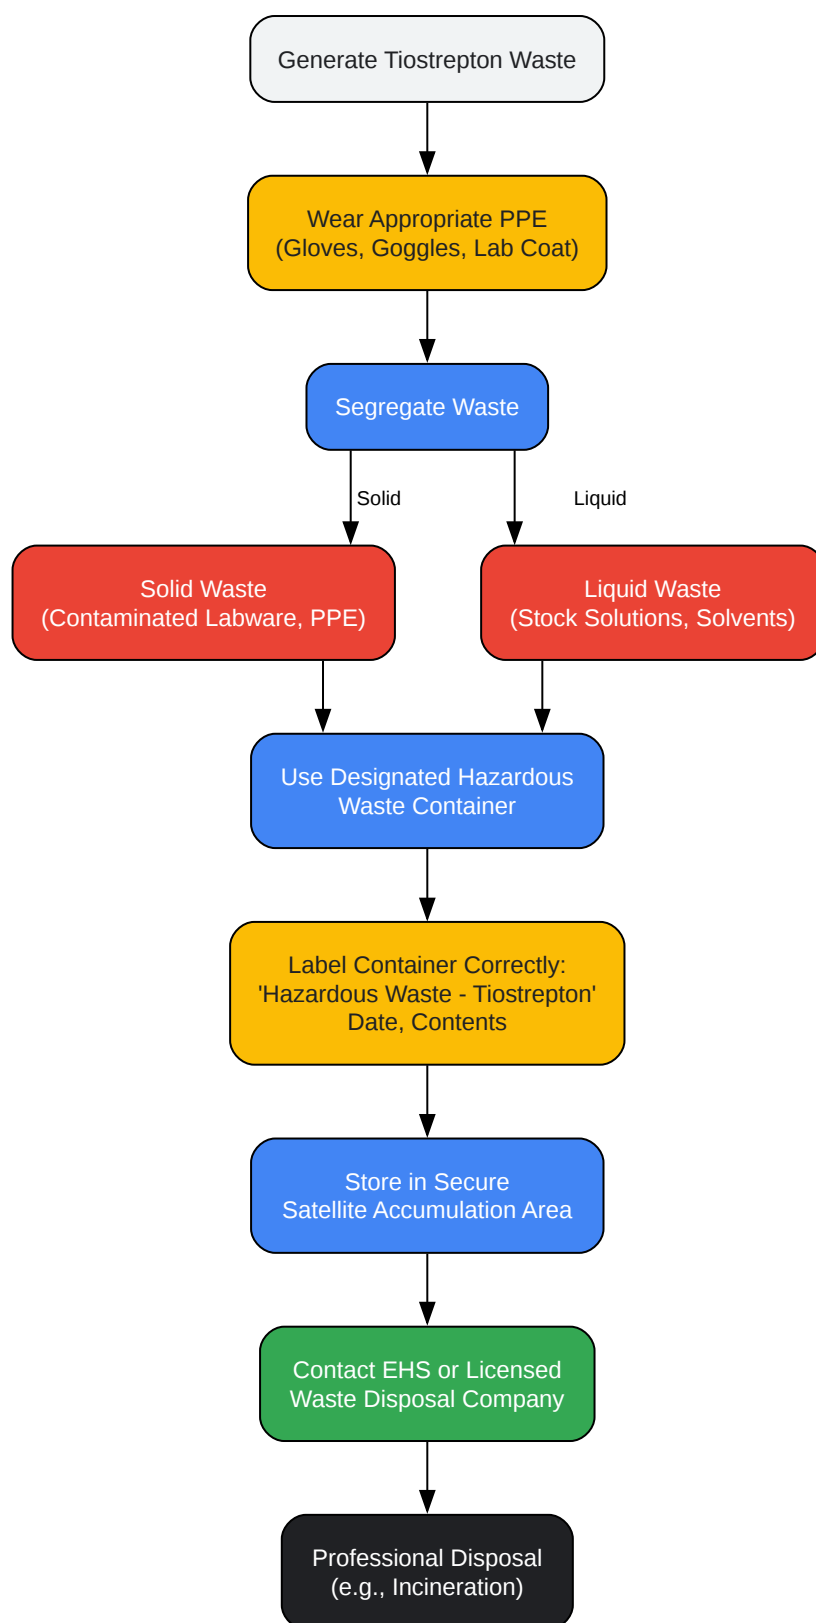 Generate Tiostrepton Waste
Wear Appropriate PPE
(Gloves, Goggles, Lab Coat)
Segregate Waste
Solid
Liquid
Solid Waste
(Contaminated Labware, PPE)
Liquid Waste
(Stock Solutions, Solvents)
Use Designated Hazardous
Waste Container
Label Container Correctly:
'Hazardous Waste - Tiostrepton'
Date, Contents
Store in Secure
Satellite Accumulation Area
Contact EHS or Licensed
Waste Disposal Company
Professional Disposal
(e.g., Incineration)